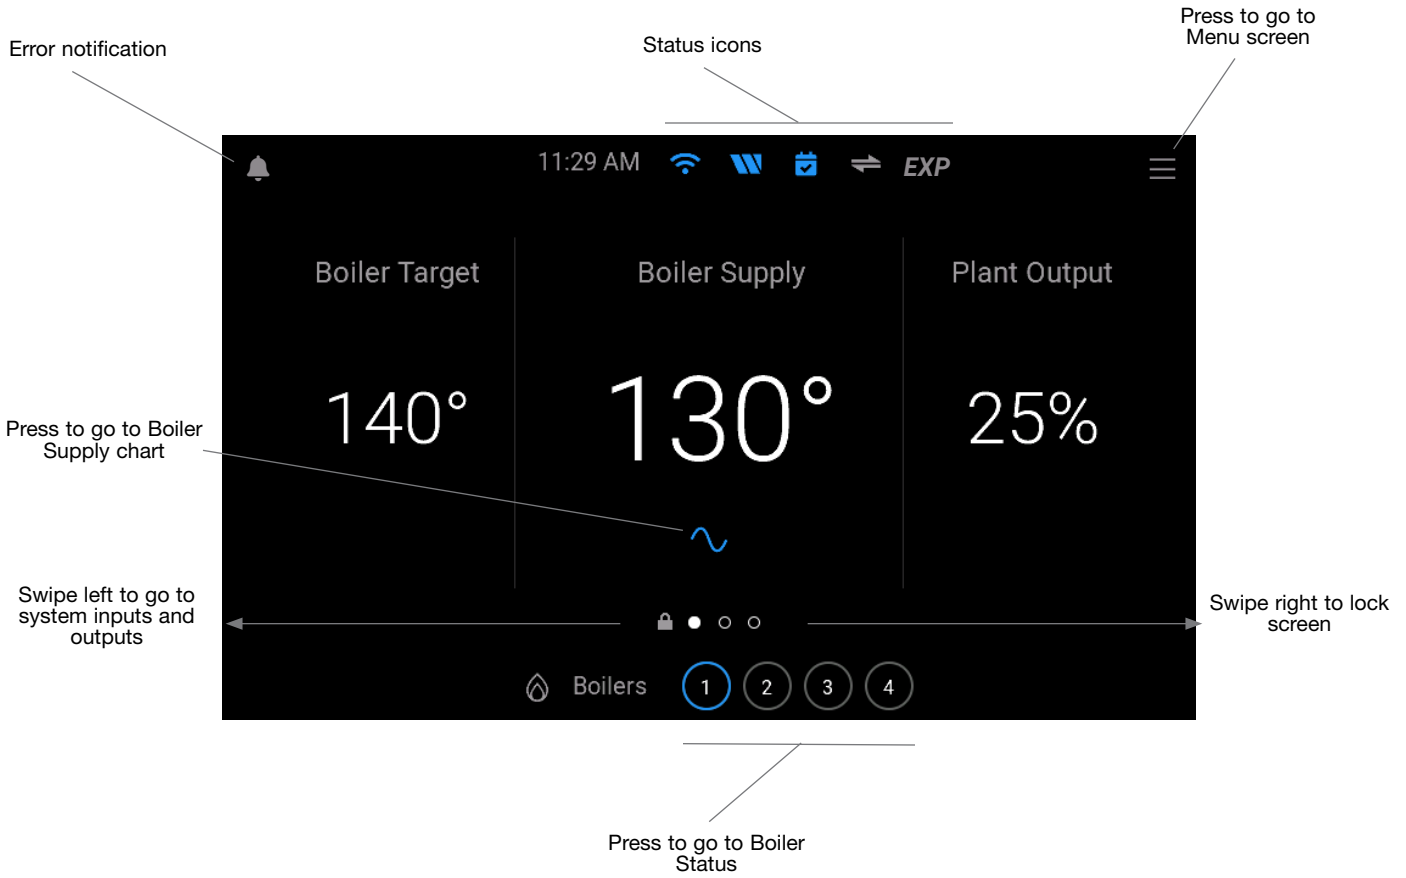 Press to go to
Menu screen
Status icons
Error notification
11:29 AM
EXP
Boiler Target
Boiler Supply
Plant Output
140°
130°
25%
Press to go to Boiler
Supply chart
Swipe left to go to
system inputs and
outputs
Swipe right to lock
screen
Boilers
1
2
3
4
Press to go to Boiler
Status